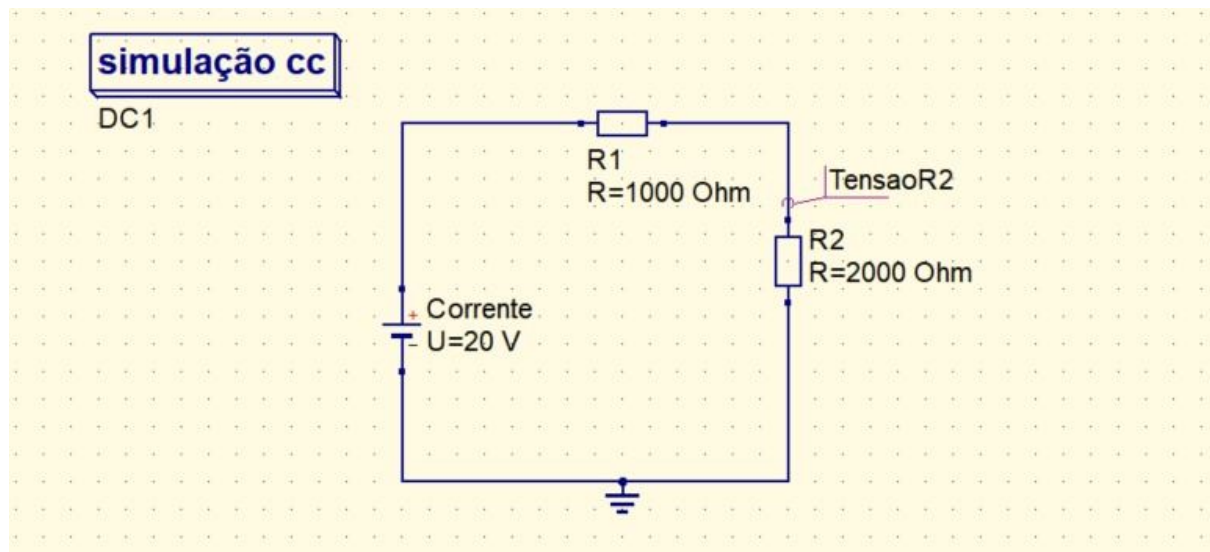 simulação cc
DC1
R1
R=1000 Ohm
TensaoR2
R2
R=2000 Ohm
+ Corrente
- U=20 V